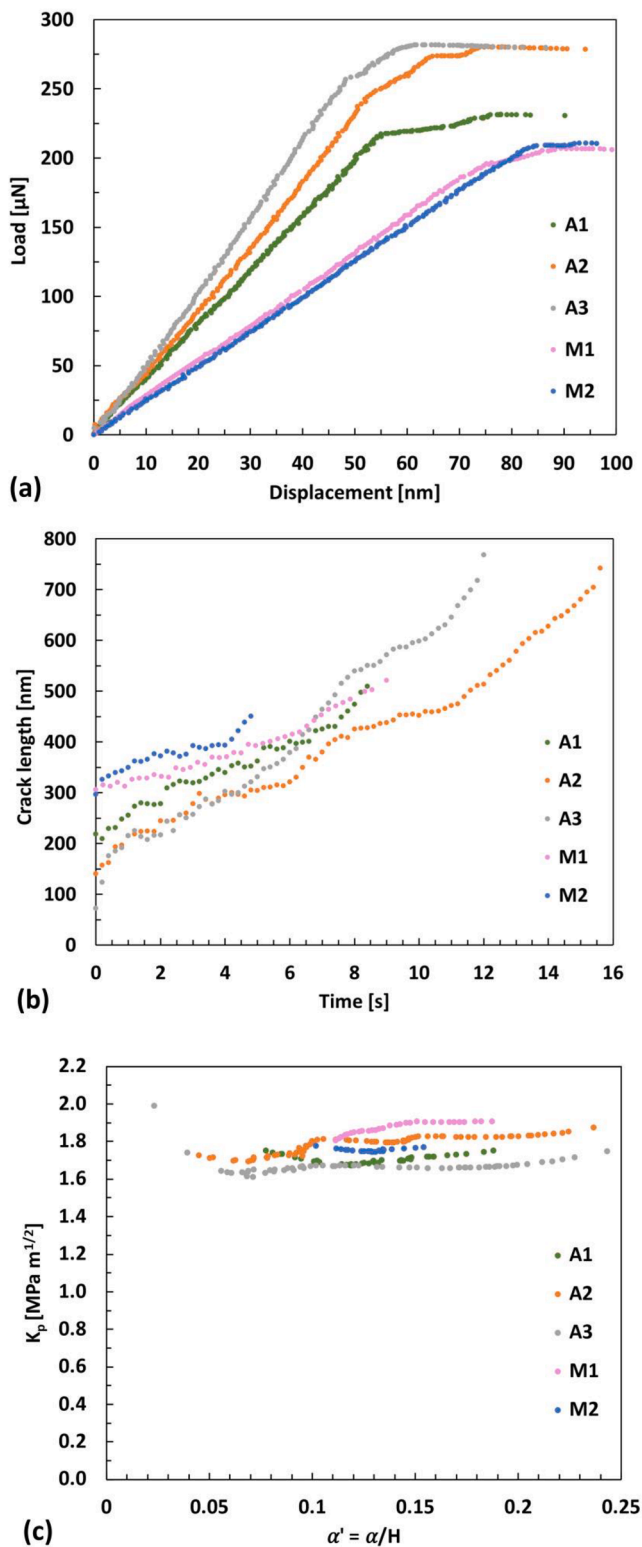 300
250
200
150
100
50
0
Load [µN]
A1
A2
A3
M1
M2
0 10 20 30 40 50 60 70 80 90 100
(a)
Displacement [nm]
800
700
600
500
400
300
200
100
0
Crack length [nm]
A1
A2
A3
M1
M2
0 2 4 6 8 10 12 14 16
(b)
Time [s]
2.2
2.0
1.8
1.6
1.4
1.2
1.0
0.8
0.6
0.4
0.2
0.0
Kₚ [MPa m¹/²]
A1
A2
A3
M1
M2
0 0.05 0.1 0.15 0.2 0.25
(c)
α' = α/H